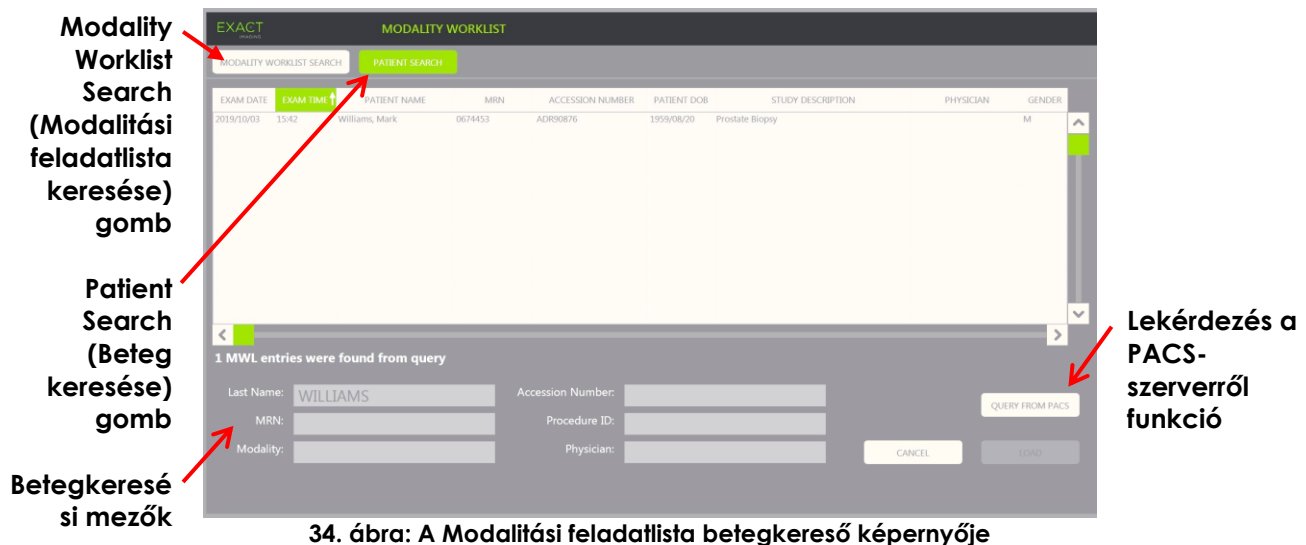 Modality
Worklist
Search
(Modalitási
feladatlista
keresése)
gomb
Patient
Search
(Beteg
keresése)
gomb
Betegkeresé
si mezők
EXACT
IMAGING
MODALITY WORKLIST
MODALITY WORKLIST SEARCH
PATIENT SEARCH
EXAM DATE EXAM TIME PATIENT NAME MRN ACCESSION NUMBER PATIENT DOB STUDY DESCRIPTION PHYSICIAN GENDER
2019/10/03 15:42 Williams, Mark 0674453 ADR90876 1959/08/20 Prostate Biopsy M
1 MWL entries were found from query
Last Name: WILLIAMS Accession Number:
MRN: Procedure ID:
Modality: Physician:
QUERY FROM PACS
CANCEL LOAD
Lekérdezés a
PACS-
szerverről
funkció
34. ábra: A Modalitási feladatlista betegkereső képernyője